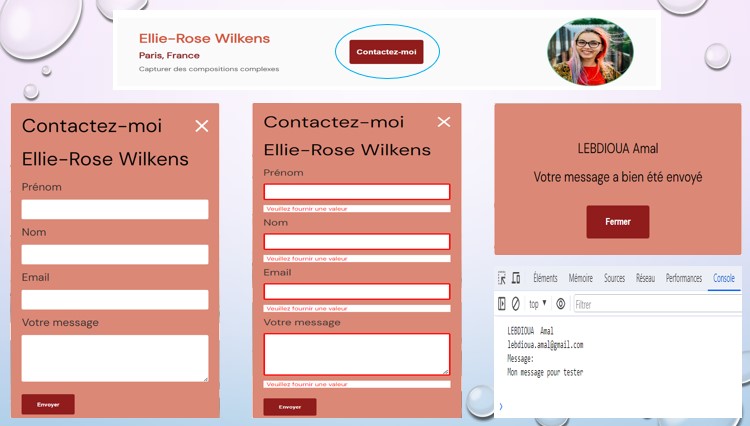 Ellie-Rose Wilkens
Paris, France
Capturer des compositions complexes
Contactez-moi
Contactez-moi
Ellie-Rose Wilkens
Prénom
Nom
Email
Votre message
Envoyer
Contactez-moi
Ellie-Rose Wilkens
Prénom
Veuillez fournir une valeur
Nom
Veuillez fournir une valeur
Email
Veuillez fournir une valeur
Votre message
Veuillez fournir une valeur
Envoyer
LEBDIOUA Amal
Votre message a bien été envoyé
Fermer
Éléments Mémoire Sources Réseau Performances Console
top ▼ Filtrer
LEBDIOUA Amal
lebdioua.amal@gmail.com
Message:
Mon message pour tester